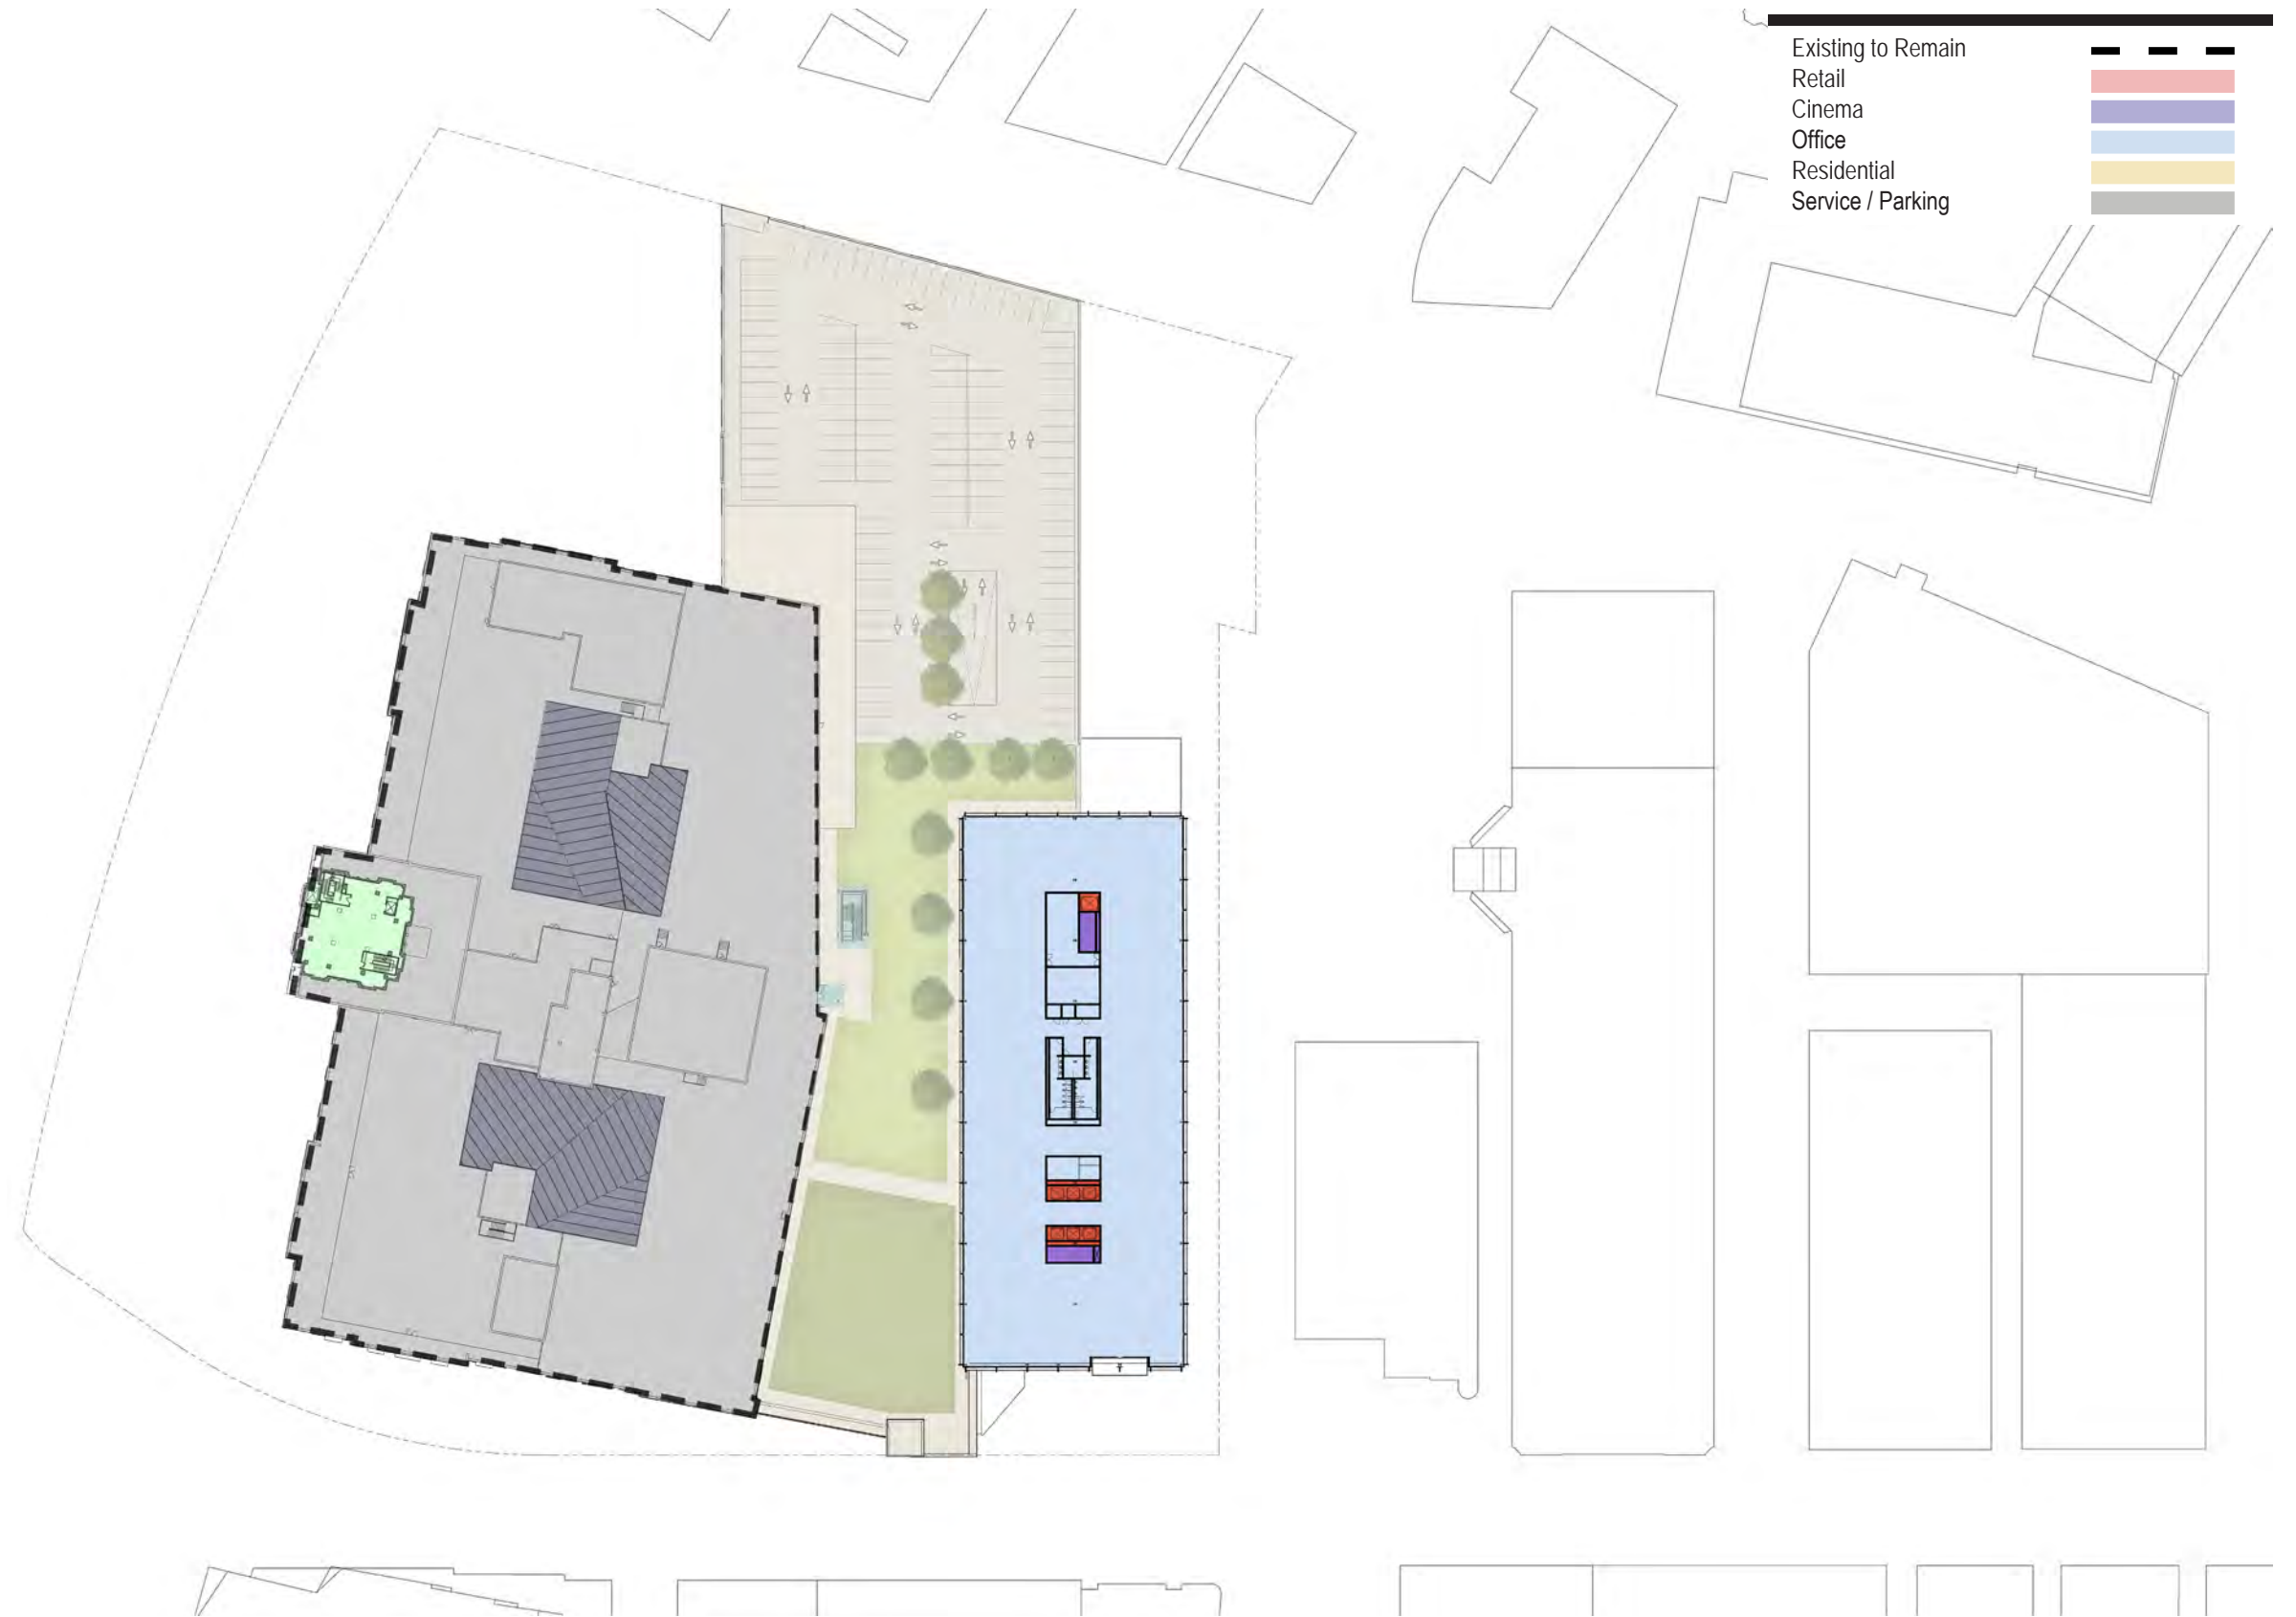 Existing to Remain
Retail
Cinema
Office
Residential
Service / Parking